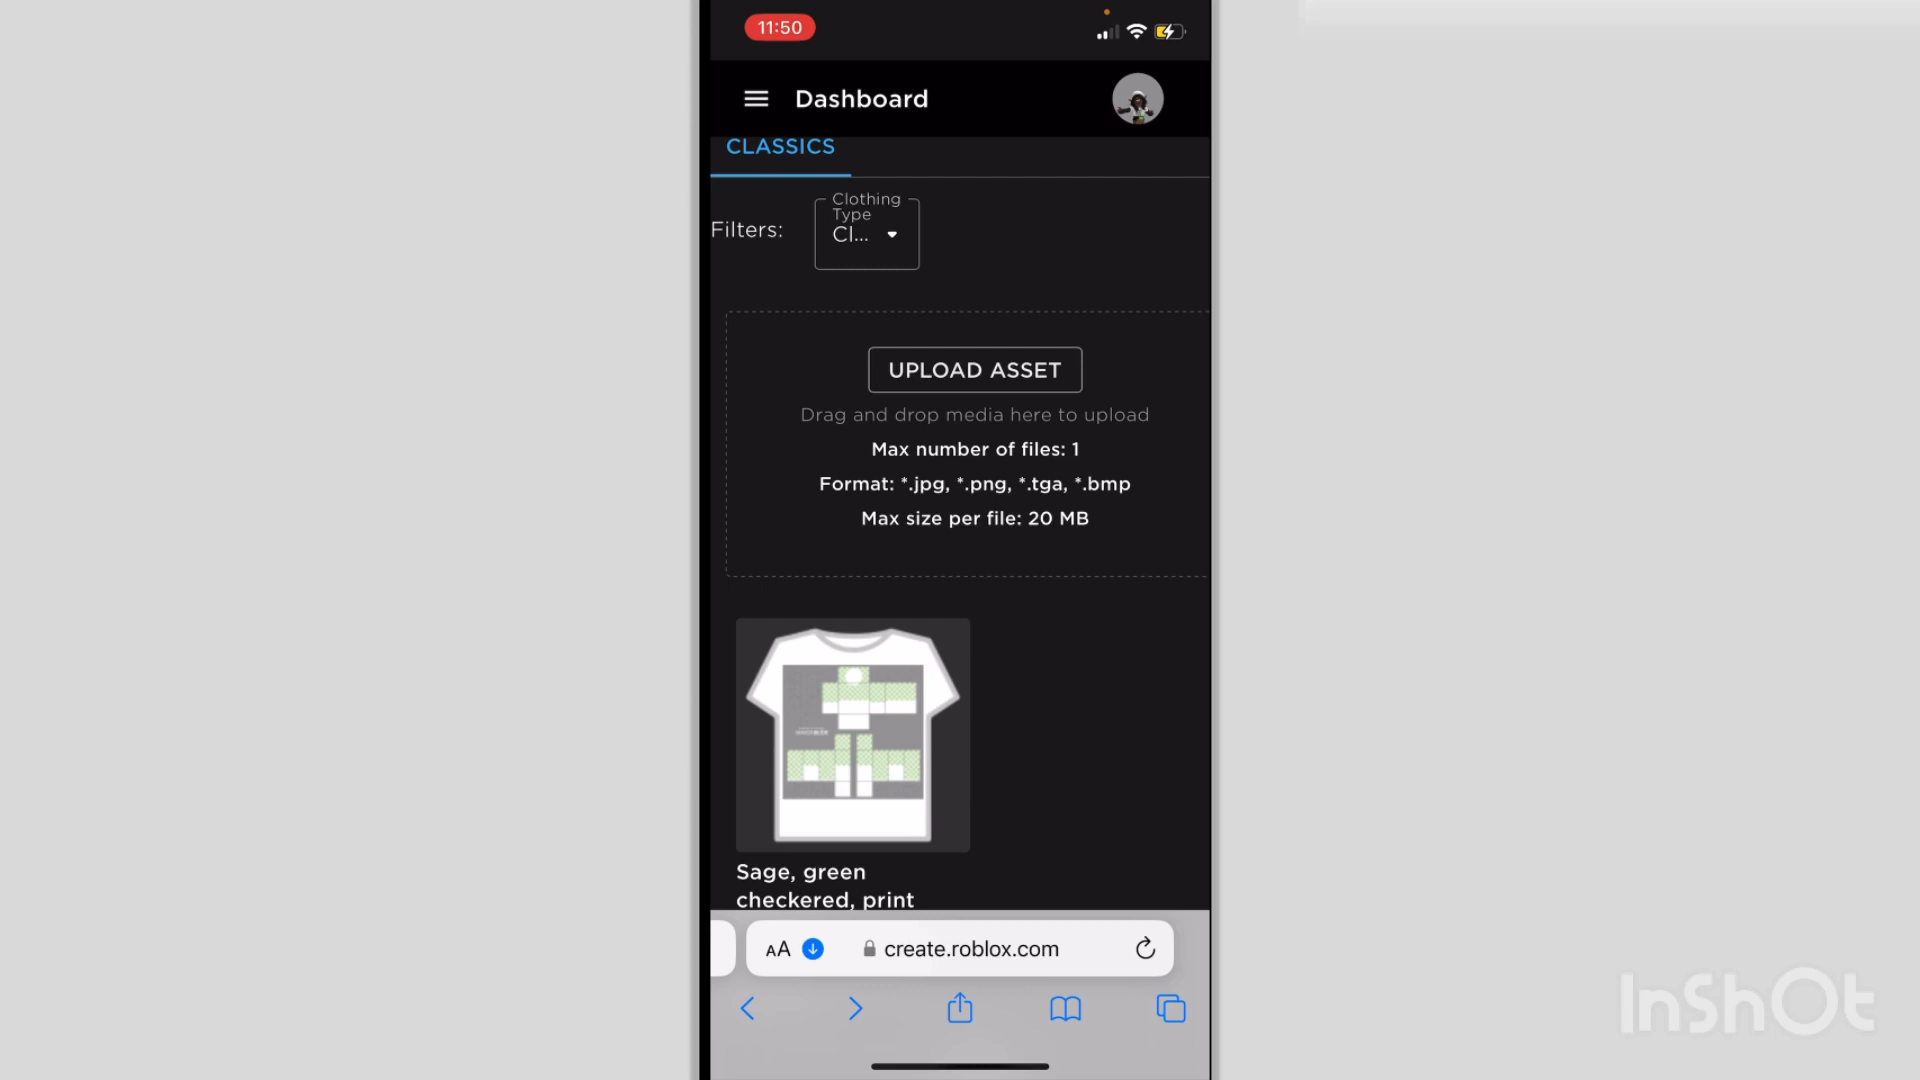 11:50
Dashboard
CLASSICS
Filters:
Clothing
Type
Cl...
UPLOAD ASSET
Drag and drop media here to upload
Max number of files: 1
Format: *.jpg, *.png, *.tga, *.bmp
Max size per file: 20 MB
Sage, green
checkered, print
AA
create.roblox.com
InShOt